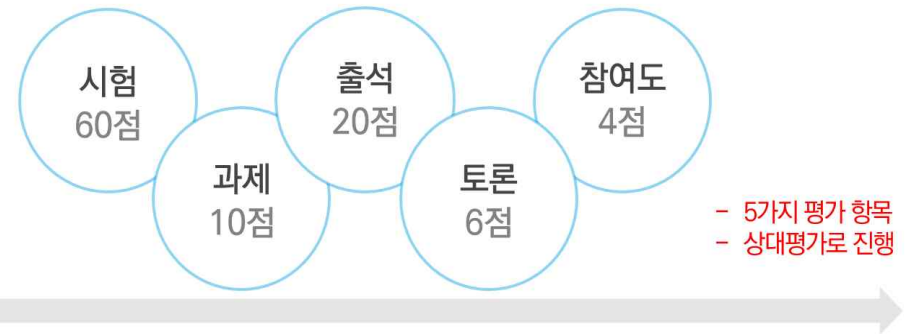 시험
60점
과제
10점
출석
20점
토론
6점
참여도
4점
- 5가지 평가 항목
- 상대평가로 진행